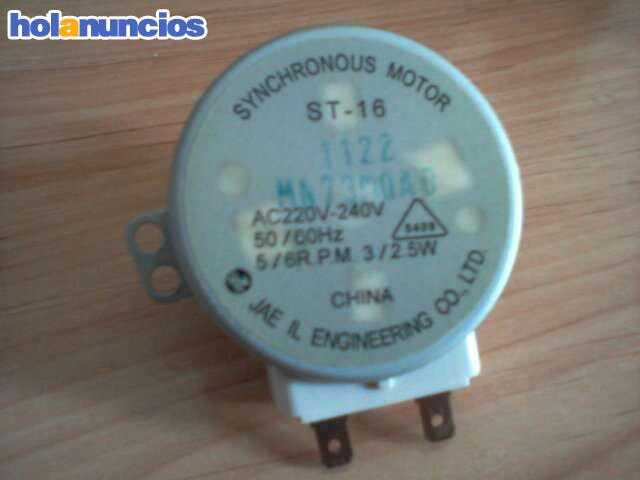 holanuncios
SYNCHRONOUS MOTOR
ST-16
1122
AC220V-240V
50/60Hz
5/6R.P.M. 3/2.5W
CHINA
JAE IL ENGINEERING CO.,LTD.